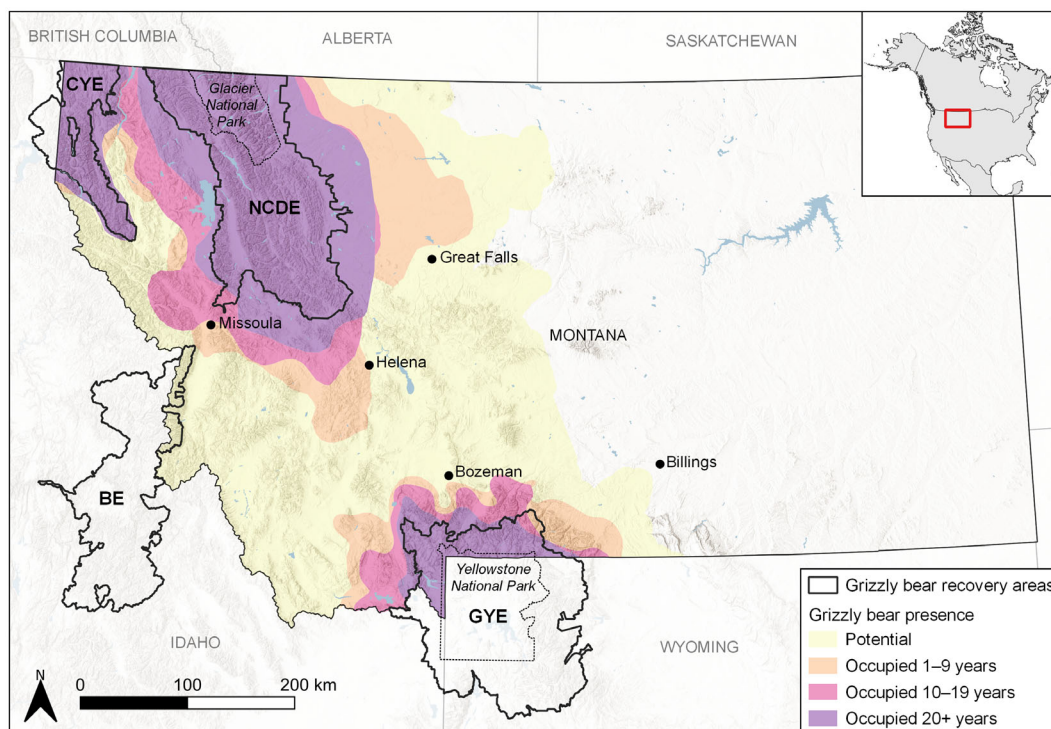 BRITISH COLUMBIA
ALBERTA
SASKATCHEWAN
CYE
Glacier
National
Park
NCDE
Great Falls
Missoula
MONTANA
Helena
Billings
Bozeman
BE
Yellowstone
National Park
GYE
IDAHO
WYOMING
N
0 100 200 km
Grizzly bear recovery areas
Grizzly bear presence
Potential
Occupied 1–9 years
Occupied 10–19 years
Occupied 20+ years